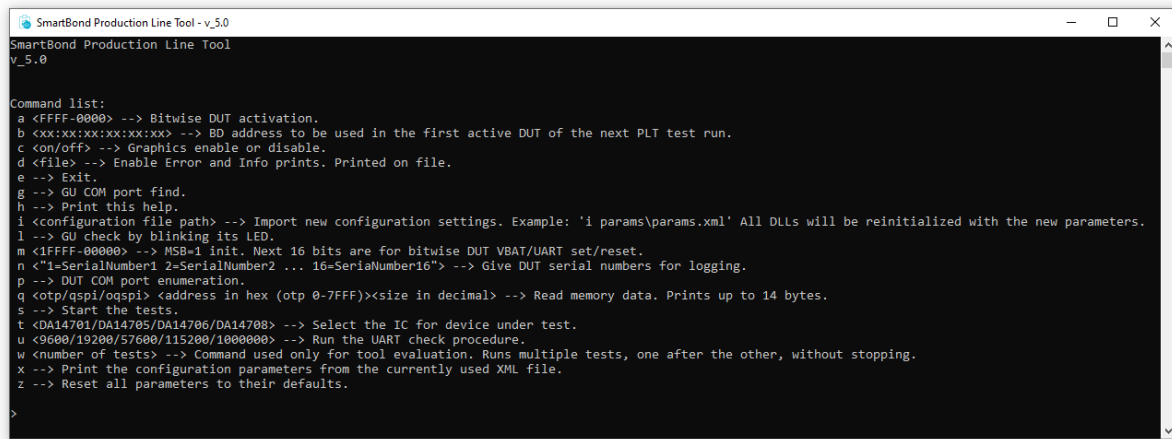 SmartBond Production Line Tool - v_5.0
SmartBond Production Line Tool
v_5.0
Command list:
a <FFFF-0000> --> Bitwise DUT activation.
b <xx:xx:xx:xx:xx:xx> --> BD address to be used in the first active DUT of the next PLT test run.
c <on/off> --> Graphics enable or disable.
d <file> --> Enable Error and Info prints. Printed on file.
e --> Exit.
g --> GU COM port find.
h --> Print this help.
i <configuration file path> --> Import new configuration settings. Example: 'i params\params.xml' All DLLs will be reinitialized with the new parameters.
l --> GU check by blinking its LED.
m <1FFFF-00000> --> MSB=1 init. Next 16 bits are for bitwise DUT VBAT/UART set/reset.
n <"1=SerialNumber1 2=SerialNumber2 ... 16=SeriaNumber16"> --> Give DUT serial numbers for logging.
p --> DUT COM port enumeration.
q <otp/qspi/oqspi> <address in hex (otp 0-7FFF)><size in decimal> --> Read memory data. Prints up to 14 bytes.
s --> Start the tests.
t <DA14701/DA14705/DA14706/DA14708> --> Select the IC for device under test.
u <9600/19200/57600/115200/1000000> --> Run the UART check procedure.
w <number of tests> --> Command used only for tool evaluation. Runs multiple tests, one after the other, without stopping.
x --> Print the configuration parameters from the currently used XML file.
z --> Reset all parameters to their defaults.
>